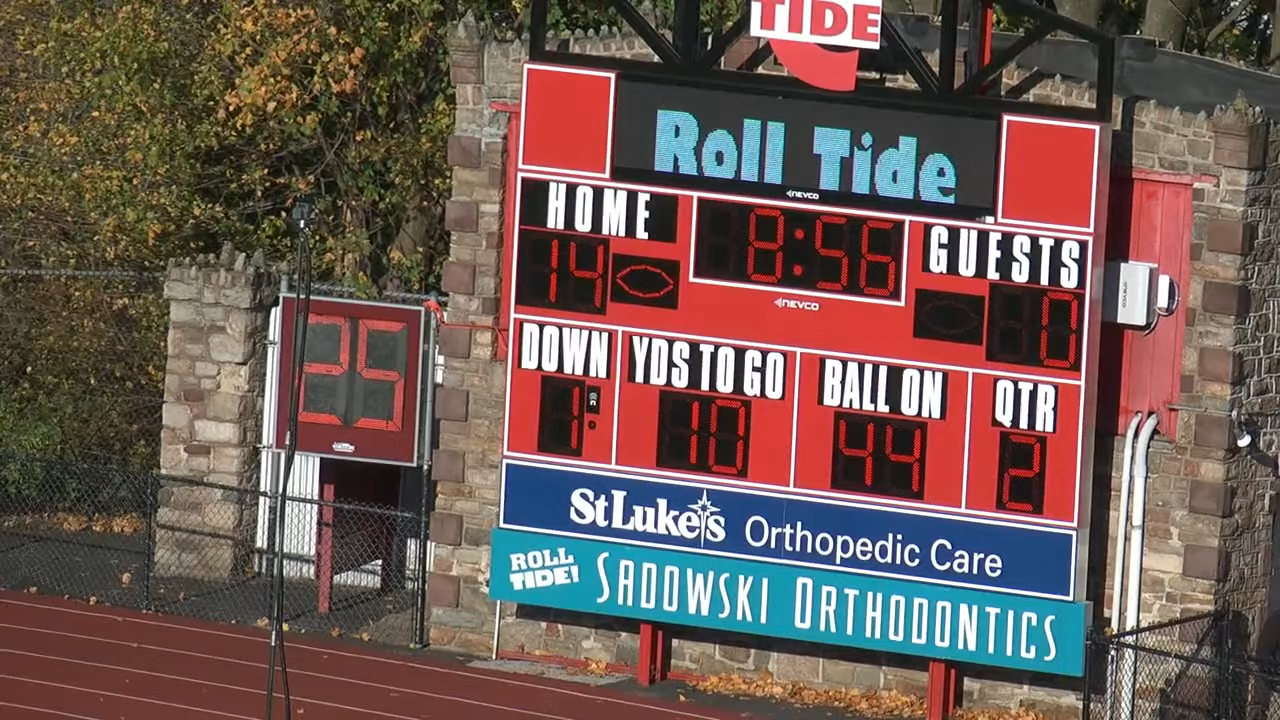 TIDE
Roll Tide
NEVCO
HOME
14
8:56
GUESTS
0
NEVCO
25
DOWN
1
YDS TO GO
10
BALL ON
44
QTR
2
St Luke's Orthopedic Care
ROLL
TIDE!
SADOWSKI ORTHODONTICS